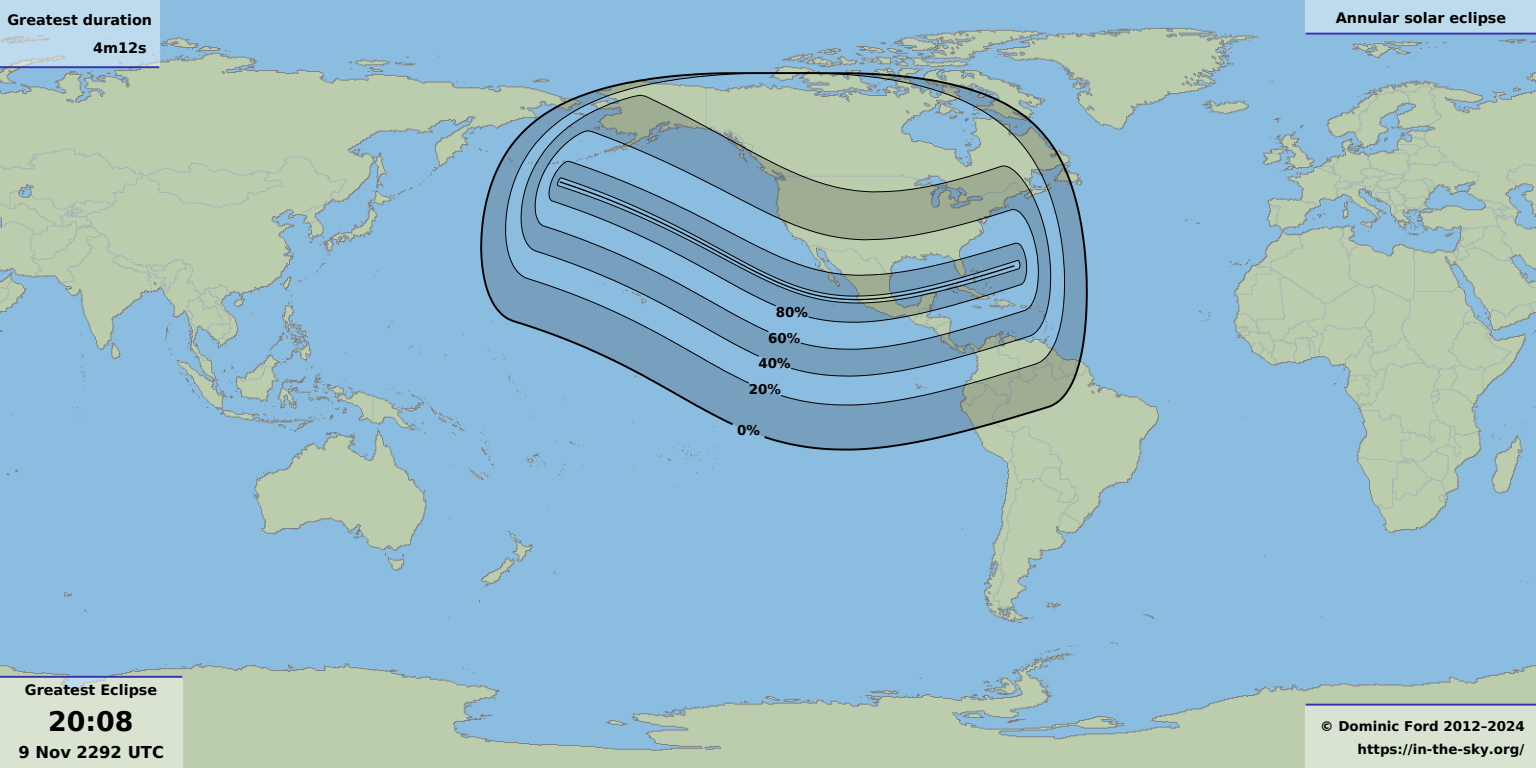 Greatest duration
4m12s
Annular solar eclipse
80%
60%
40%
20%
0%
Greatest Eclipse
20:08
9 Nov 2292 UTC
© Dominic Ford 2012–2024
https://in-the-sky.org/